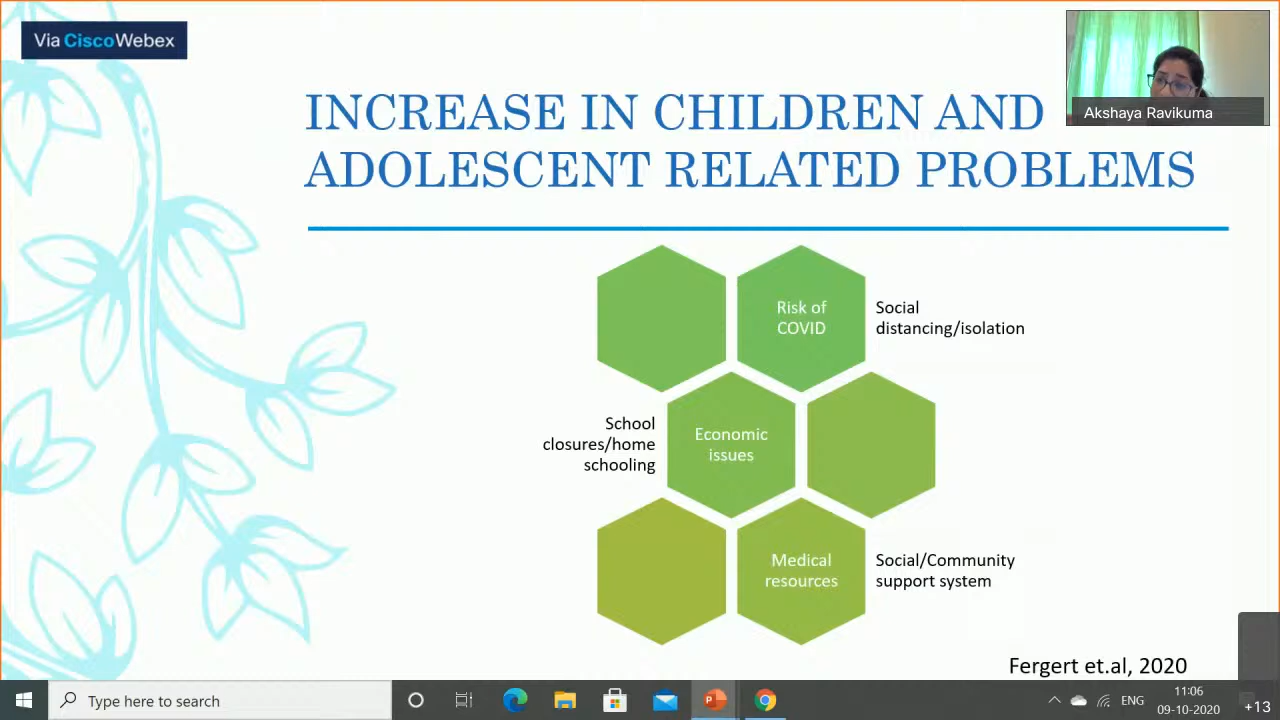 Via CiscoWebex
Akshaya Ravikuma
INCREASE IN CHILDREN AND
ADOLESCENT RELATED PROBLEMS
Risk of
COVID
Social
distancing/isolation
School
closures/home
schooling
Economic
issues
Medical
resources
Social/Community
support system
Fergert et.al, 2020
Type here to search
ENG
11:06
09-10-2020
+13